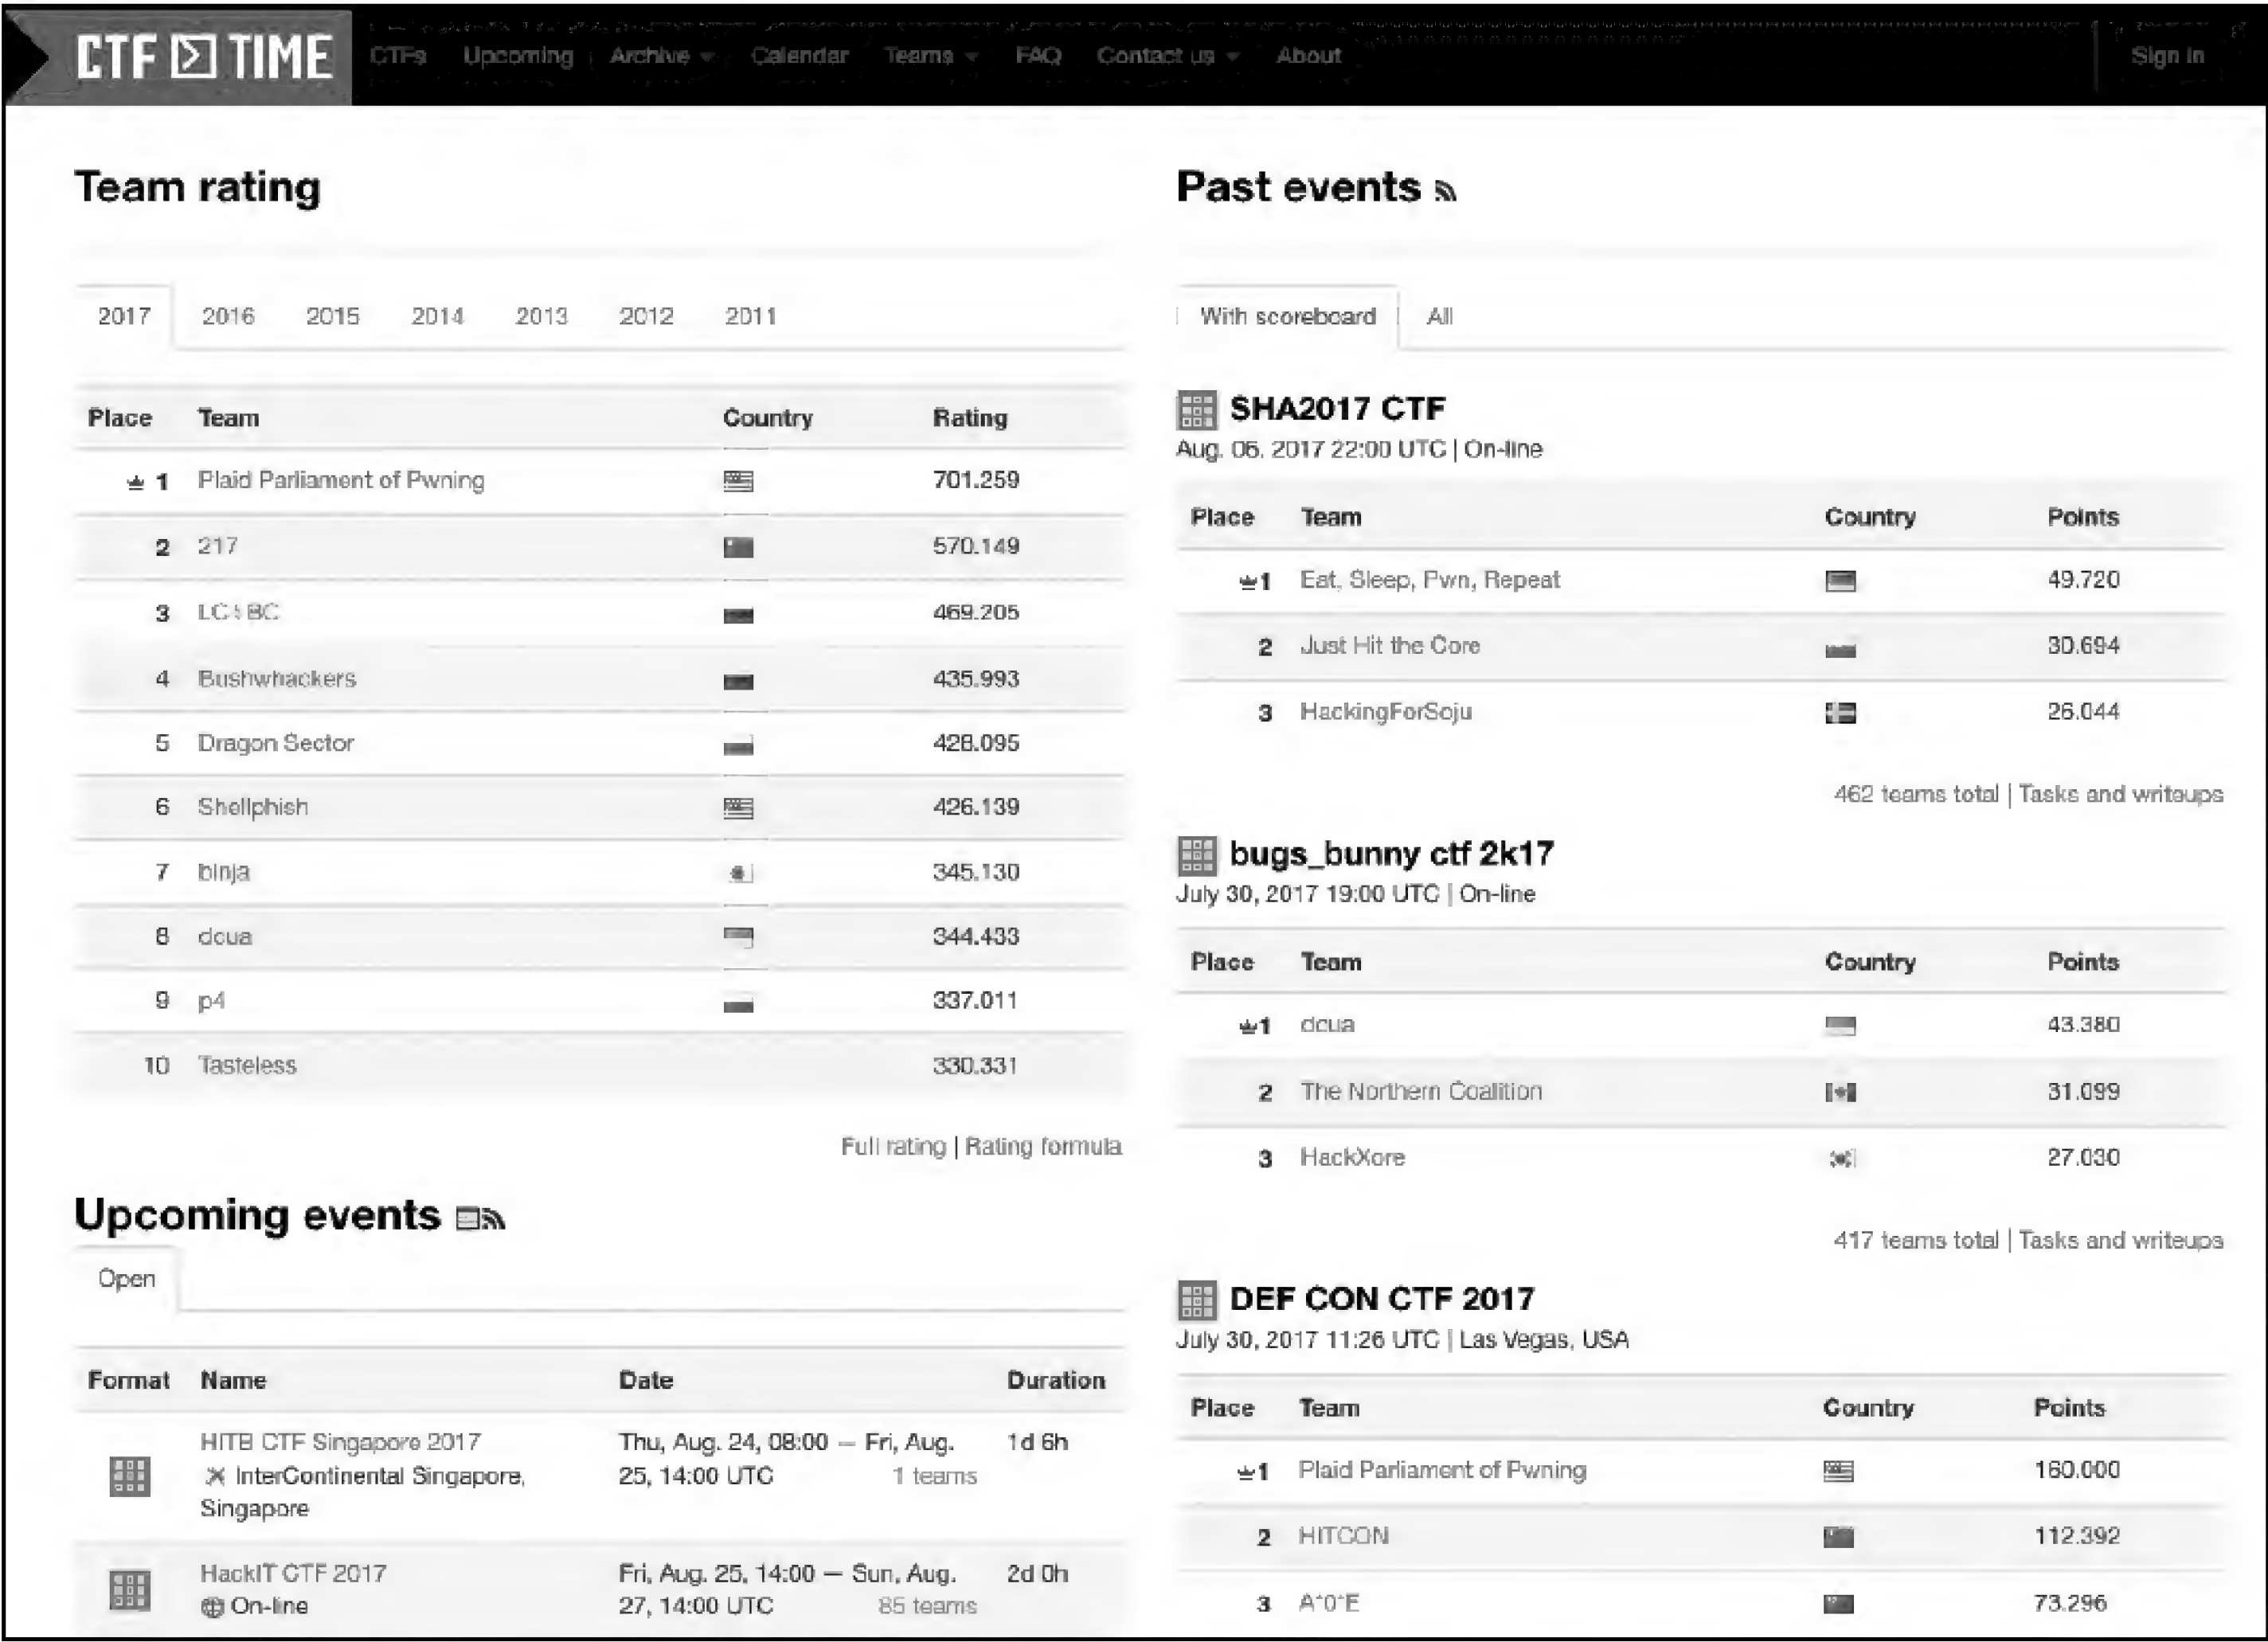 CTF TIME CTFs Upcoming Archive Calendar Teams FAQ Contact us About Sign in
Team rating
2017 2016 2015 2014 2013 2012 2011
Place Team Country Rating
1 Plaid Parliament of Pwning 701.259
2 217 570.149
3 LC↯BC 469.205
4 Bushwhackers 435.993
5 Dragon Sector 428.095
6 Shellphish 426.139
7 binja 345.130
8 dcua 344.433
9 p4 337.011
10 Tasteless 330.331
Full rating | Rating formula
Upcoming events
Open
Format Name Date Duration
HITB CTF Singapore 2017 Thu, Aug. 24, 08:00 — Fri, Aug. 1d 6h
InterContinental Singapore, 25, 14:00 UTC 1 teams
Singapore
HackIT CTF 2017 Fri, Aug. 25, 14:00 — Sun, Aug. 2d 0h
On-line 27, 14:00 UTC 85 teams
Past events
With scoreboard All
SHA2017 CTF
Aug. 06, 2017 22:00 UTC | On-line
Place Team Country Points
1 Eat, Sleep, Pwn, Repeat 49.720
2 Just Hit the Core 30.694
3 HackingForSoju 26.044
462 teams total | Tasks and writeups
bugs_bunny ctf 2k17
July 30, 2017 19:00 UTC | On-line
Place Team Country Points
1 dcua 43.380
2 The Northern Coalition 31.099
3 HackXore 27.030
417 teams total | Tasks and writeups
DEF CON CTF 2017
July 30, 2017 11:26 UTC | Las Vegas, USA
Place Team Country Points
1 Plaid Parliament of Pwning 160.000
2 HITCON 112.392
3 A*0*E 73.296